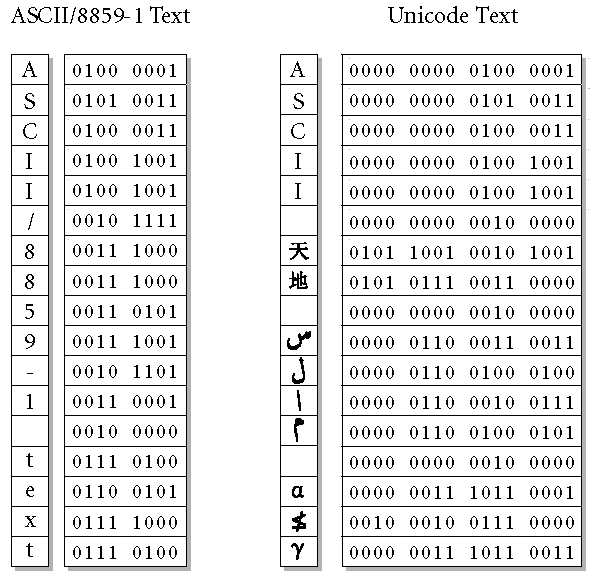 ASCII/8859-1 Text Unicode Text
A 0100 0001 A 0000 0000 0100 0001
S 0101 0011 S 0000 0000 0101 0011
C 0100 0011 C 0000 0000 0100 0011
I 0100 1001 I 0000 0000 0100 1001
I 0100 1001 I 0000 0000 0100 1001
/ 0010 1111 0000 0000 0010 0000
8 0011 1000 天 0101 1001 0010 1001
8 0011 1000 地 0101 0111 0011 0000
5 0011 0101 0000 0000 0010 0000
9 0011 1001 س 0000 0110 0011 0011
- 0010 1101 ل 0000 0110 0100 0100
1 0011 0001 ا 0000 0110 0010 0111
0010 0000 م 0000 0110 0100 0101
t 0111 0100 0000 0000 0010 0000
e 0110 0101 α 0000 0011 1011 0001
x 0111 1000 ≰ 0010 0010 0111 0000
t 0111 0100 γ 0000 0011 1011 0011